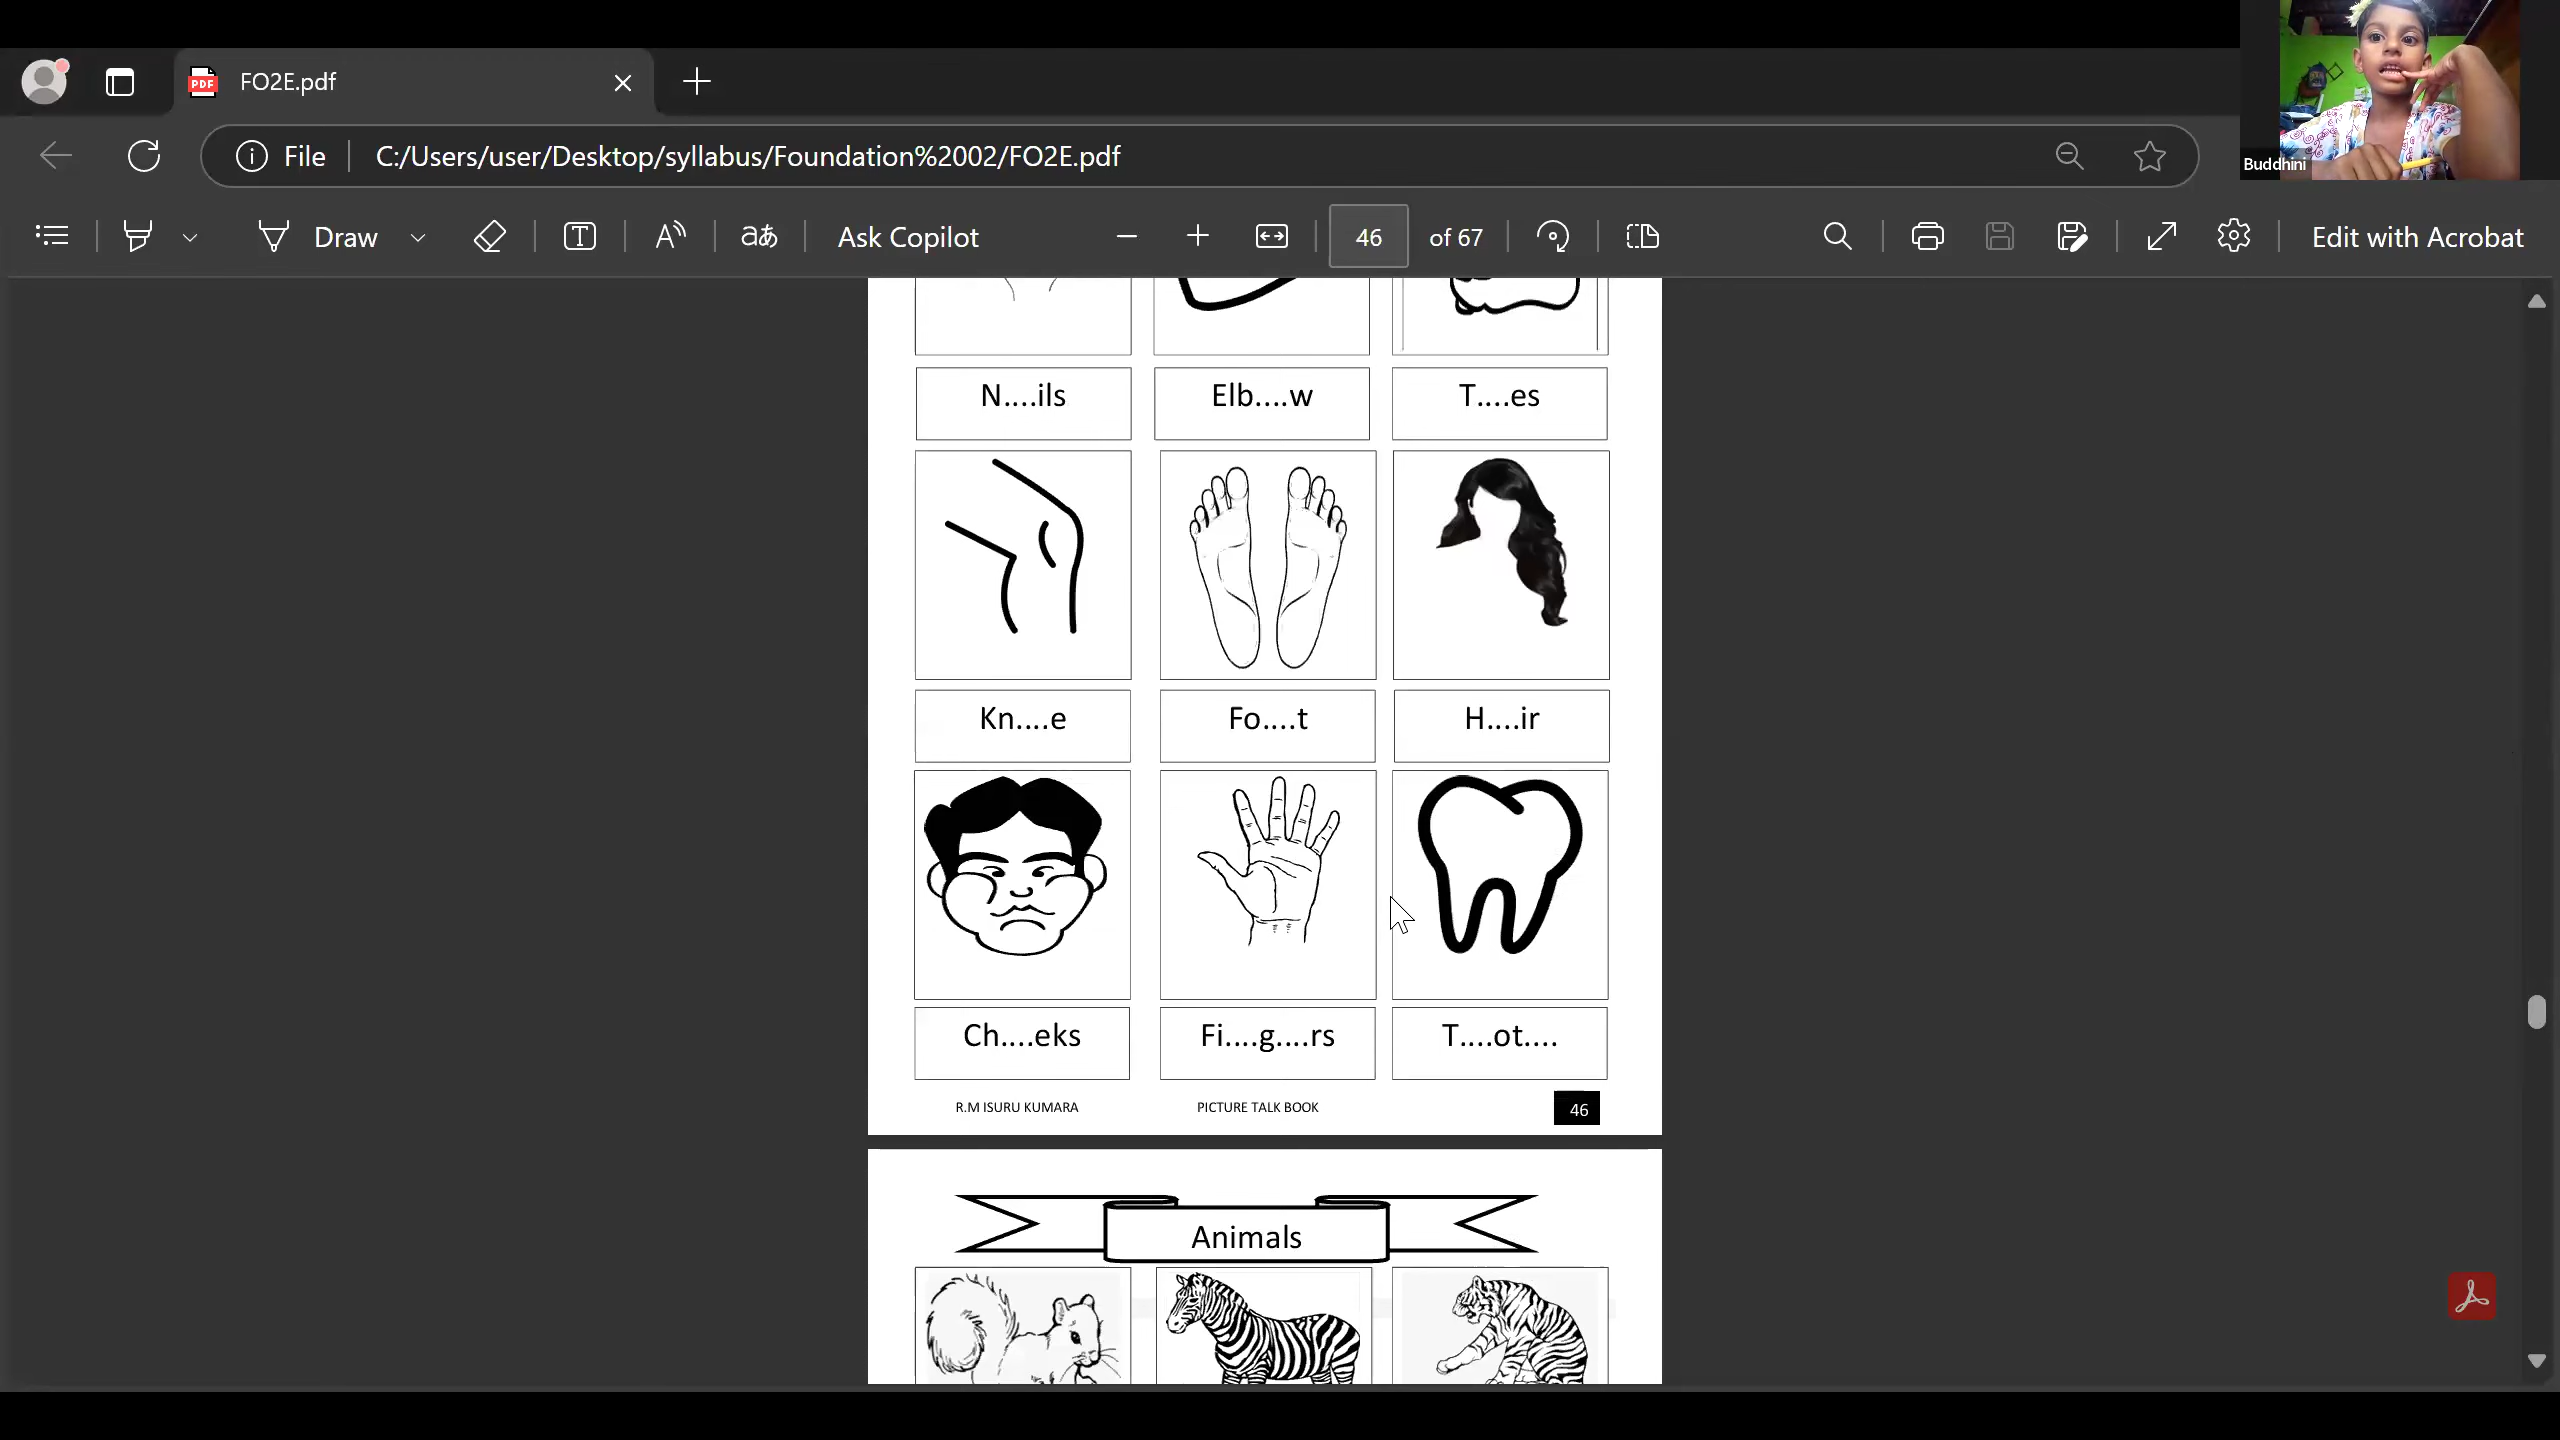 FO2E.pdf
File C:/Users/user/Desktop/syllabus/Foundation%2002/FO2E.pdf
Buddhini
Draw Ask Copilot 46 of 67 Edit with Acrobat
N....ils Elb....w T....es
Kn....e Fo....t H....ir
Ch....eks Fi....g....rs T....ot....
R.M ISURU KUMARA PICTURE TALK BOOK 46
Animals